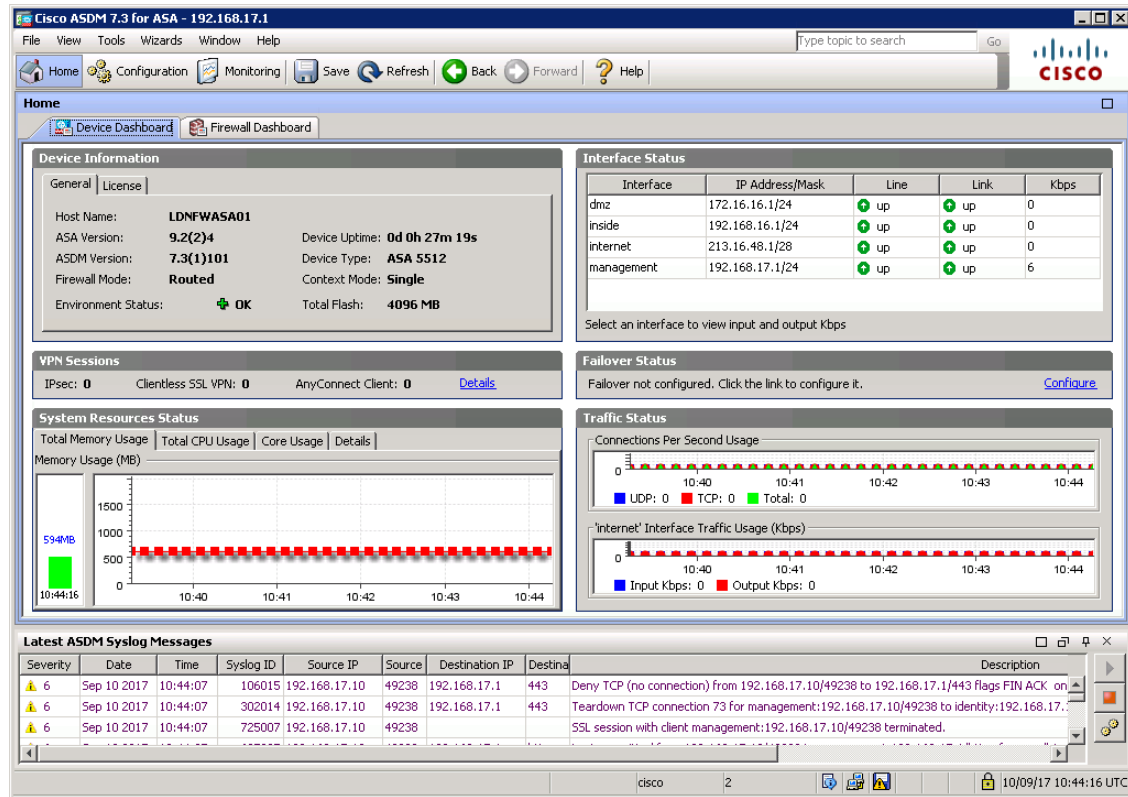 Cisco ASDM 7.3 for ASA - 192.168.17.1
File View Tools Wizards Window Help
Type topic to search Go
Home Configuration Monitoring Save Refresh Back Forward Help
CISCO
Home
Device Dashboard Firewall Dashboard
Device Information
General License
Host Name: LDNFWASA01
ASA Version: 9.2(2)4 Device Uptime: 0d 0h 27m 19s
ASDM Version: 7.3(1)101 Device Type: ASA 5512
Firewall Mode: Routed Context Mode: Single
Environment Status: OK Total Flash: 4096 MB
Interface Status
Interface IP Address/Mask Line Link Kbps
dmz 172.16.16.1/24 up up 0
inside 192.168.16.1/24 up up 0
internet 213.16.48.1/28 up up 0
management 192.168.17.1/24 up up 6
Select an interface to view input and output Kbps
VPN Sessions
IPsec: 0 Clientless SSL VPN: 0 AnyConnect Client: 0 Details
Failover Status
Failover not configured. Click the link to configure it. Configure
System Resources Status
Total Memory Usage Total CPU Usage Core Usage Details
Memory Usage (MB)
594MB
10:44:16
1500
1000
500
0
10:40 10:41 10:42 10:43 10:44
Traffic Status
Connections Per Second Usage
0
10:40 10:41 10:42 10:43 10:44
UDP: 0 TCP: 0 Total: 0
'internet' Interface Traffic Usage (Kbps)
0
10:40 10:41 10:42 10:43 10:44
Input Kbps: 0 Output Kbps: 0
Latest ASDM Syslog Messages
Severity Date Time Syslog ID Source IP Source Destination IP Destina Description
6 Sep 10 2017 10:44:07 106015 192.168.17.10 49238 192.168.17.1 443 Deny TCP (no connection) from 192.168.17.10/49238 to 192.168.17.1/443 flags FIN ACK on
6 Sep 10 2017 10:44:07 302014 192.168.17.10 49238 192.168.17.1 443 Teardown TCP connection 73 for management:192.168.17.10/49238 to identity:192.168.17.
6 Sep 10 2017 10:44:07 725007 192.168.17.10 49238 SSL session with client management:192.168.17.10/49238 terminated.
cisco 2 10/09/17 10:44:16 UTC